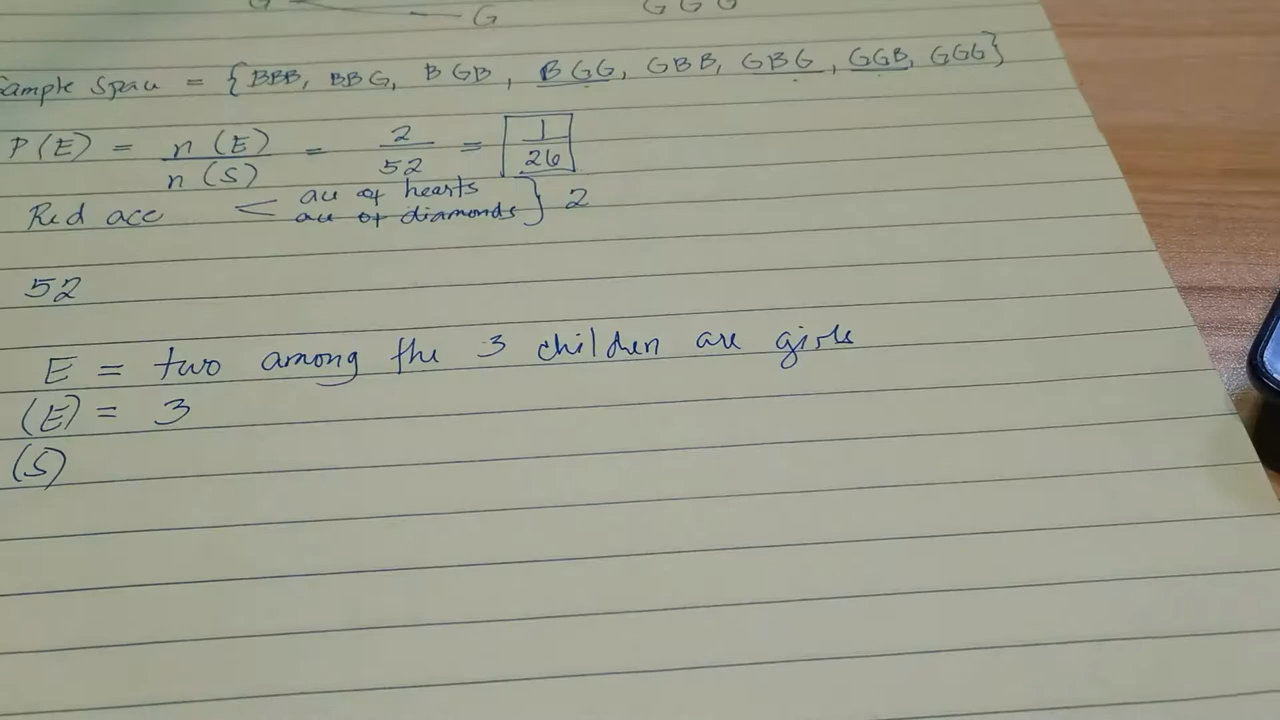 G G G G G
ample Space = {BBB, BBG, BGB, BGG, GBB, GBG, GGB, GGG}
P(E) = n(E) / n(S) = 2 / 52 = 1 / 26
Red ace < ace of hearts ace of diamonds } 2
52
E = two among the 3 children are girls
(E) = 3
(S)